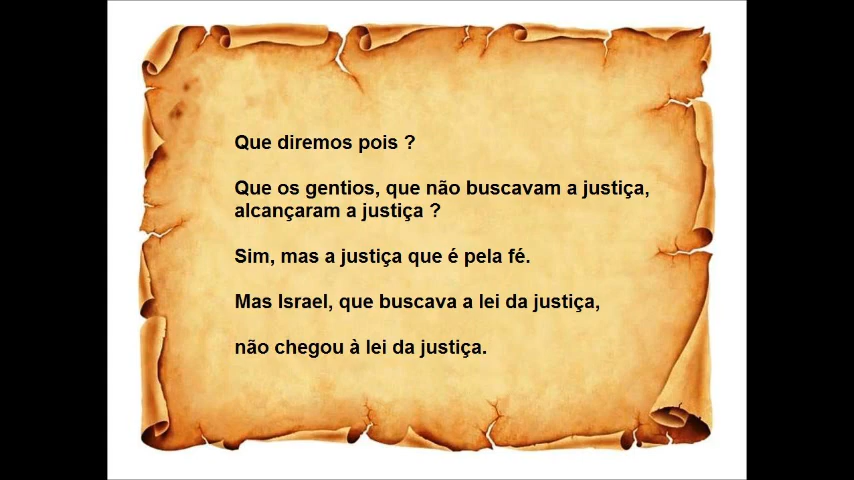 Que diremos pois ?
Que os gentios, que não buscavam a justiça,
alcançaram a justiça ?
Sim, mas a justiça que é pela fé.
Mas Israel, que buscava a lei da justiça,
não chegou à lei da justiça.